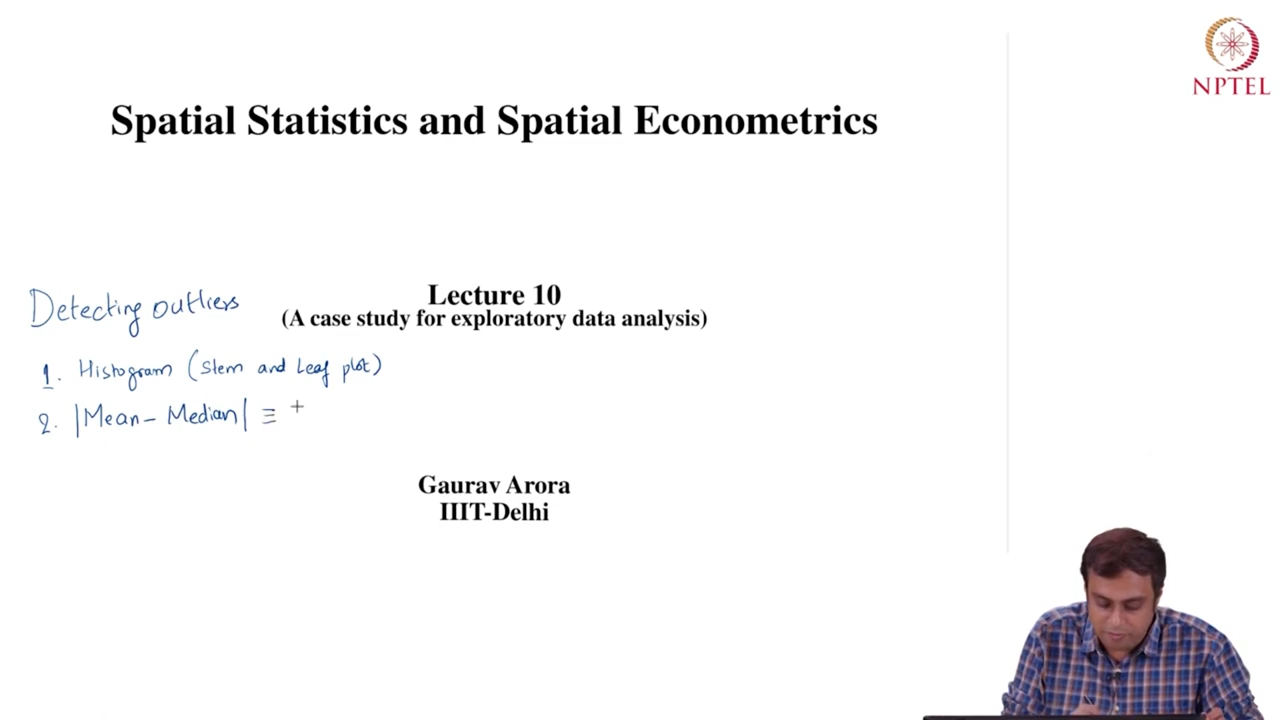 NPTEL
Spatial Statistics and Spatial Econometrics
Lecture 10
(A case study for exploratory data analysis)
Detecting outliers
1. Histogram (Stem and Leaf plot)
2. |Mean - Median| ≡ +
Gaurav Arora
IIIT-Delhi